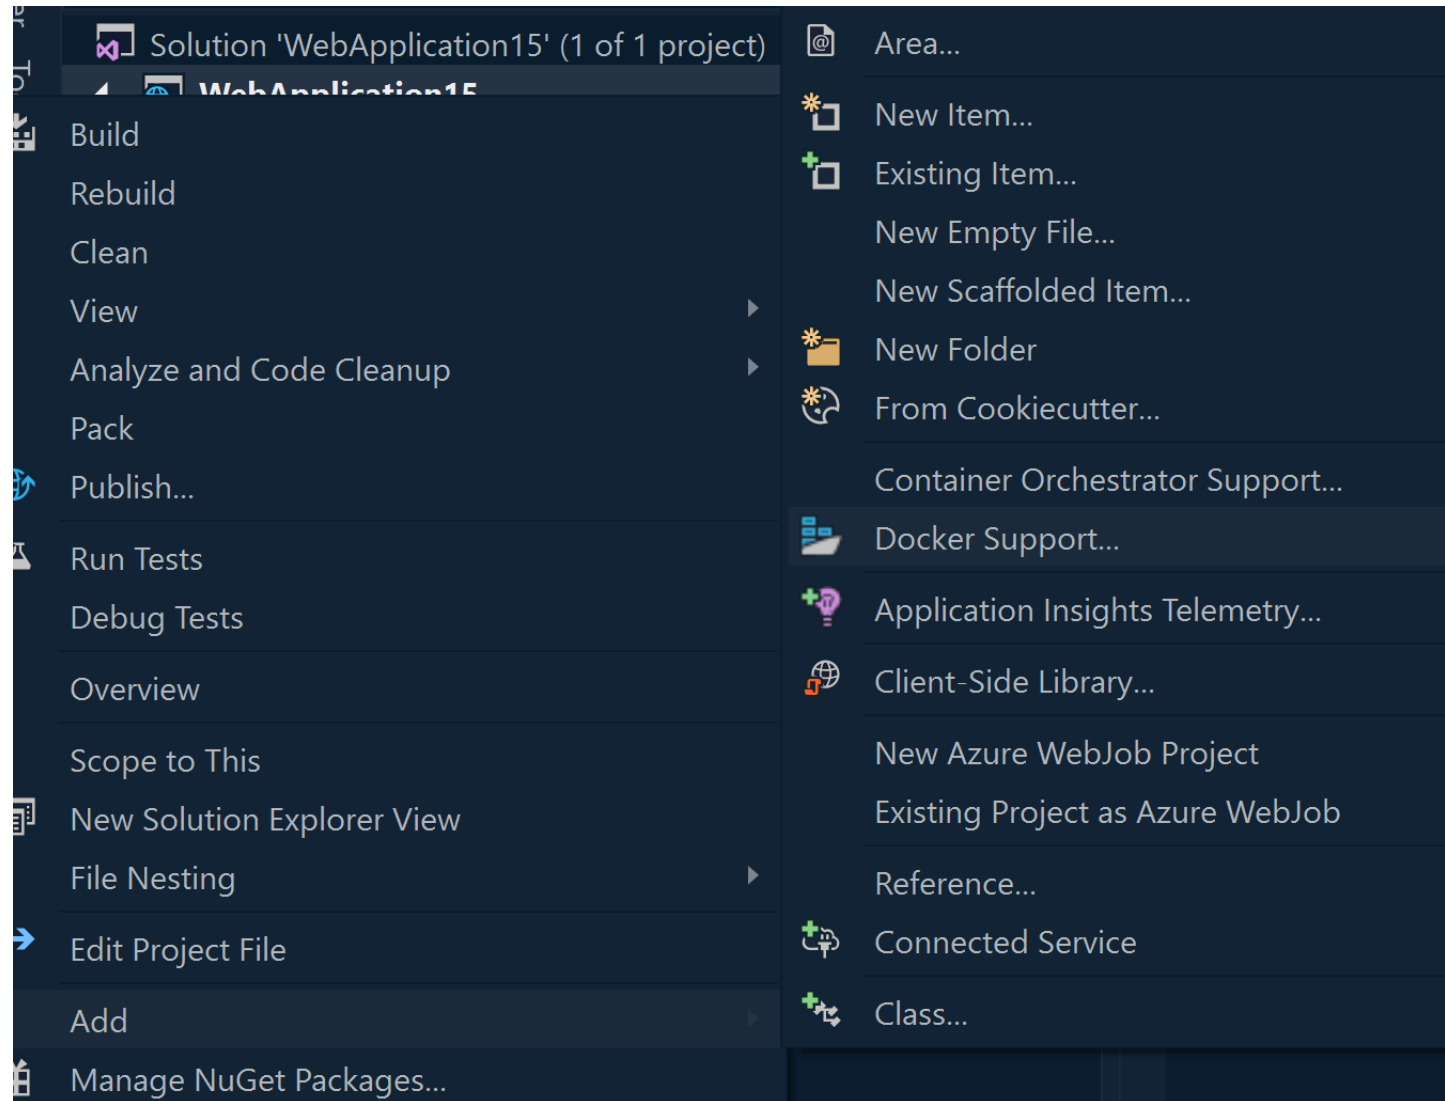 Solution 'WebApplication15' (1 of 1 project)
WebApplication15
Build
Rebuild
Clean
View
Analyze and Code Cleanup
Pack
Publish...
Run Tests
Debug Tests
Overview
Scope to This
New Solution Explorer View
File Nesting
Edit Project File
Add
Manage NuGet Packages...
Area...
New Item...
Existing Item...
New Empty File...
New Scaffolded Item...
New Folder
From Cookiecutter...
Container Orchestrator Support...
Docker Support...
Application Insights Telemetry...
Client-Side Library...
New Azure WebJob Project
Existing Project as Azure WebJob
Reference...
Connected Service
Class...